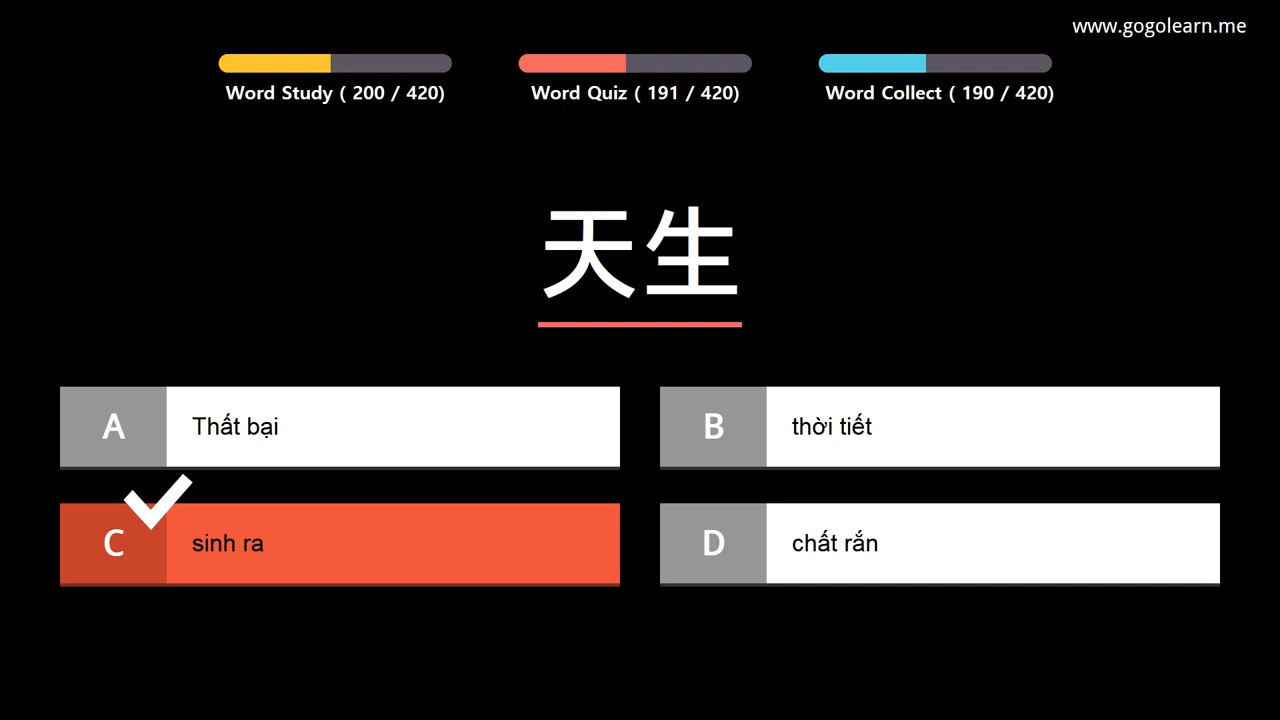 www.gogolearn.me
Word Study ( 200 / 420)
Word Quiz ( 191 / 420)
Word Collect ( 190 / 420)
天生
A Thất bại
B thời tiết
C sinh ra
D chất rắn